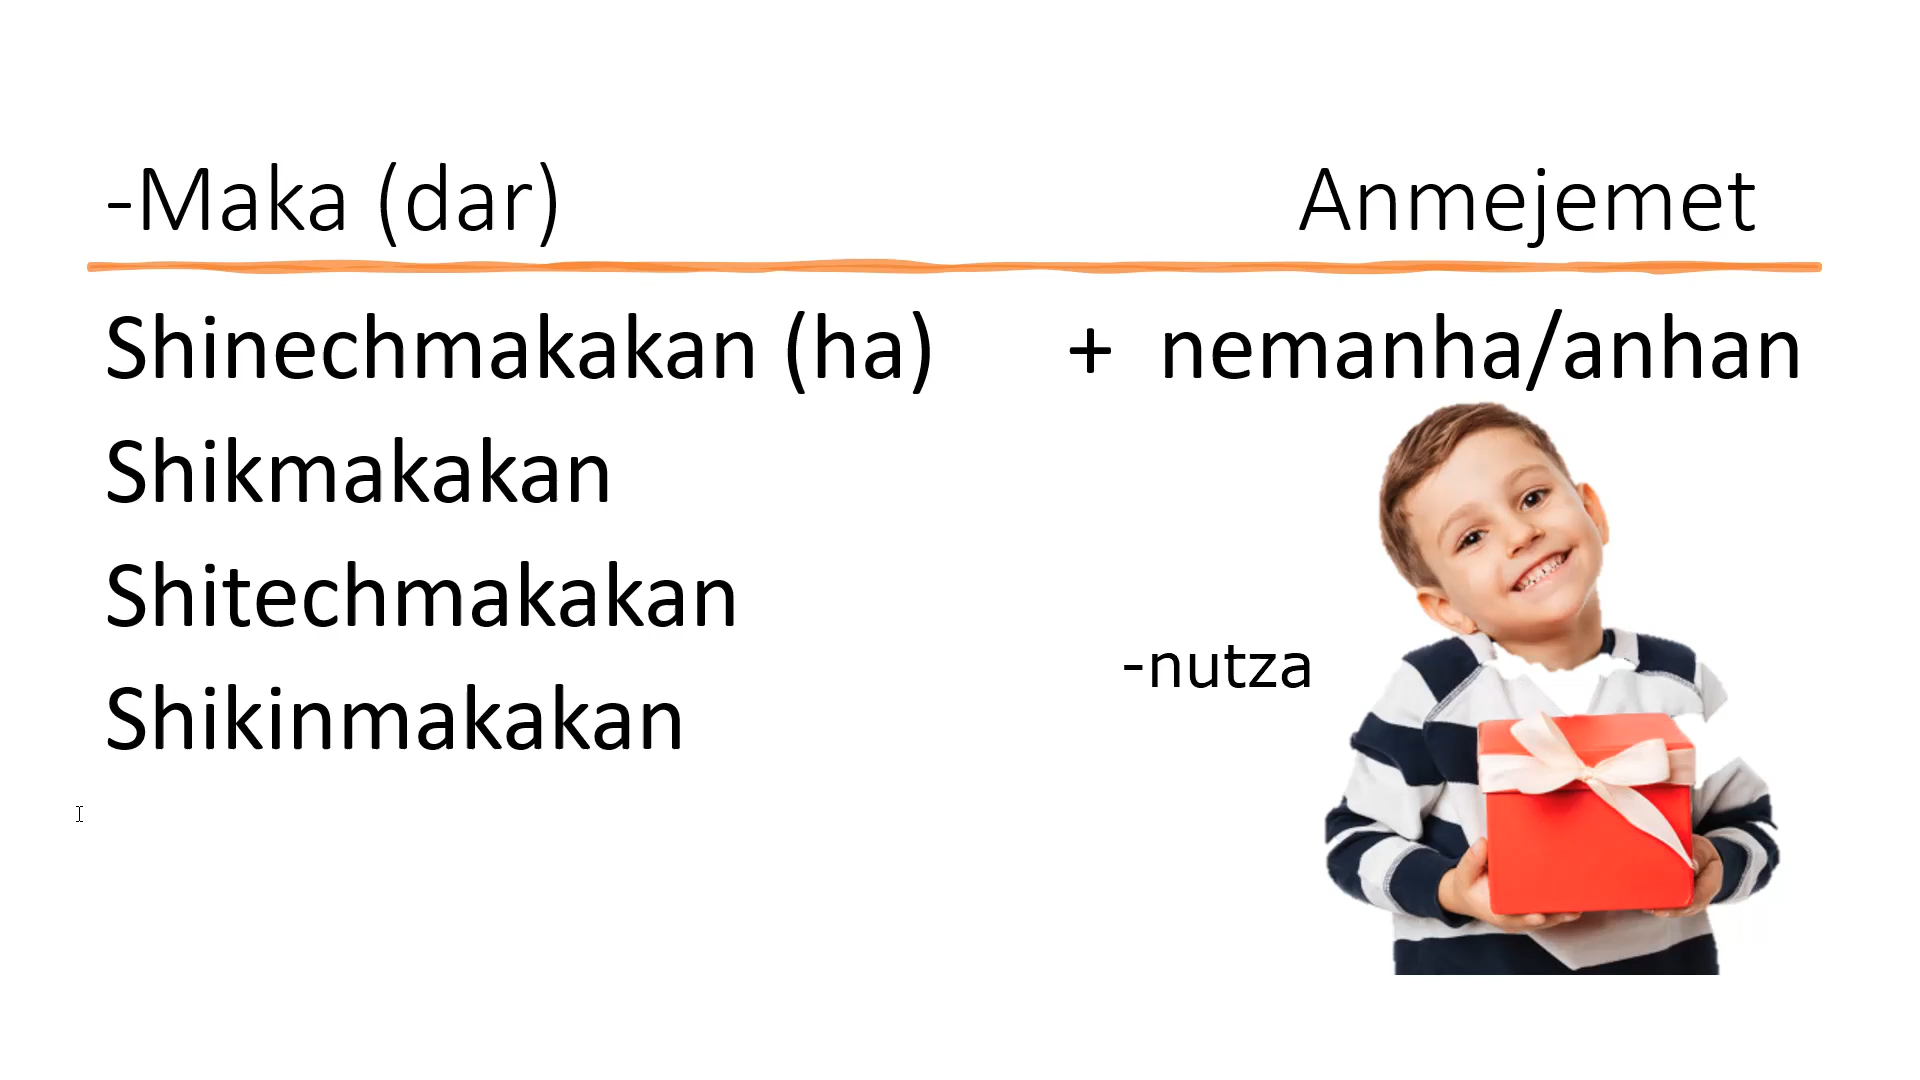 -Maka (dar) Anmejemet
Shinechmakakan (ha) + nemanha/anhan
Shikmakakan
Shitechmakakan
-nutza
Shikinmakakan